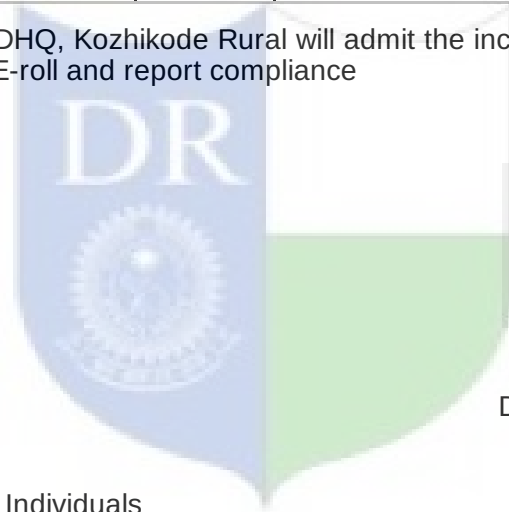 DHQ, Kozhikode Rural will admit the inc
E-roll and report compliance
DR
D
Individuals